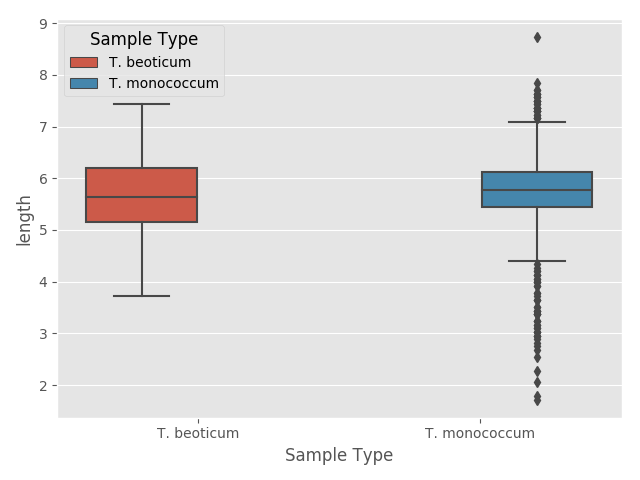 9
8
7
6
5
4
3
2
length
Sample Type
T. beoticum
T. monococcum
T. beoticum
T. monococcum
Sample Type